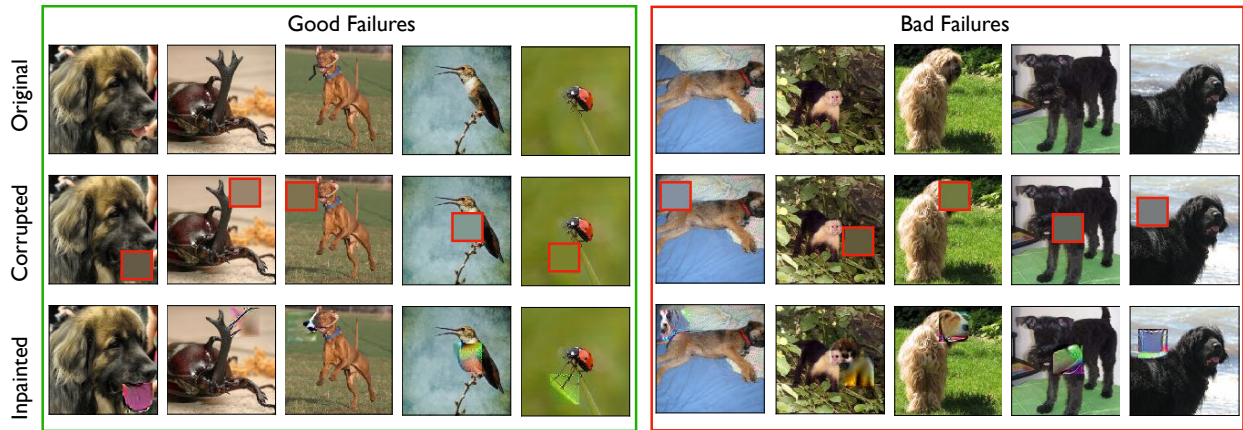 Good Failures
Bad Failures
Original
Corrupted
Inpainted